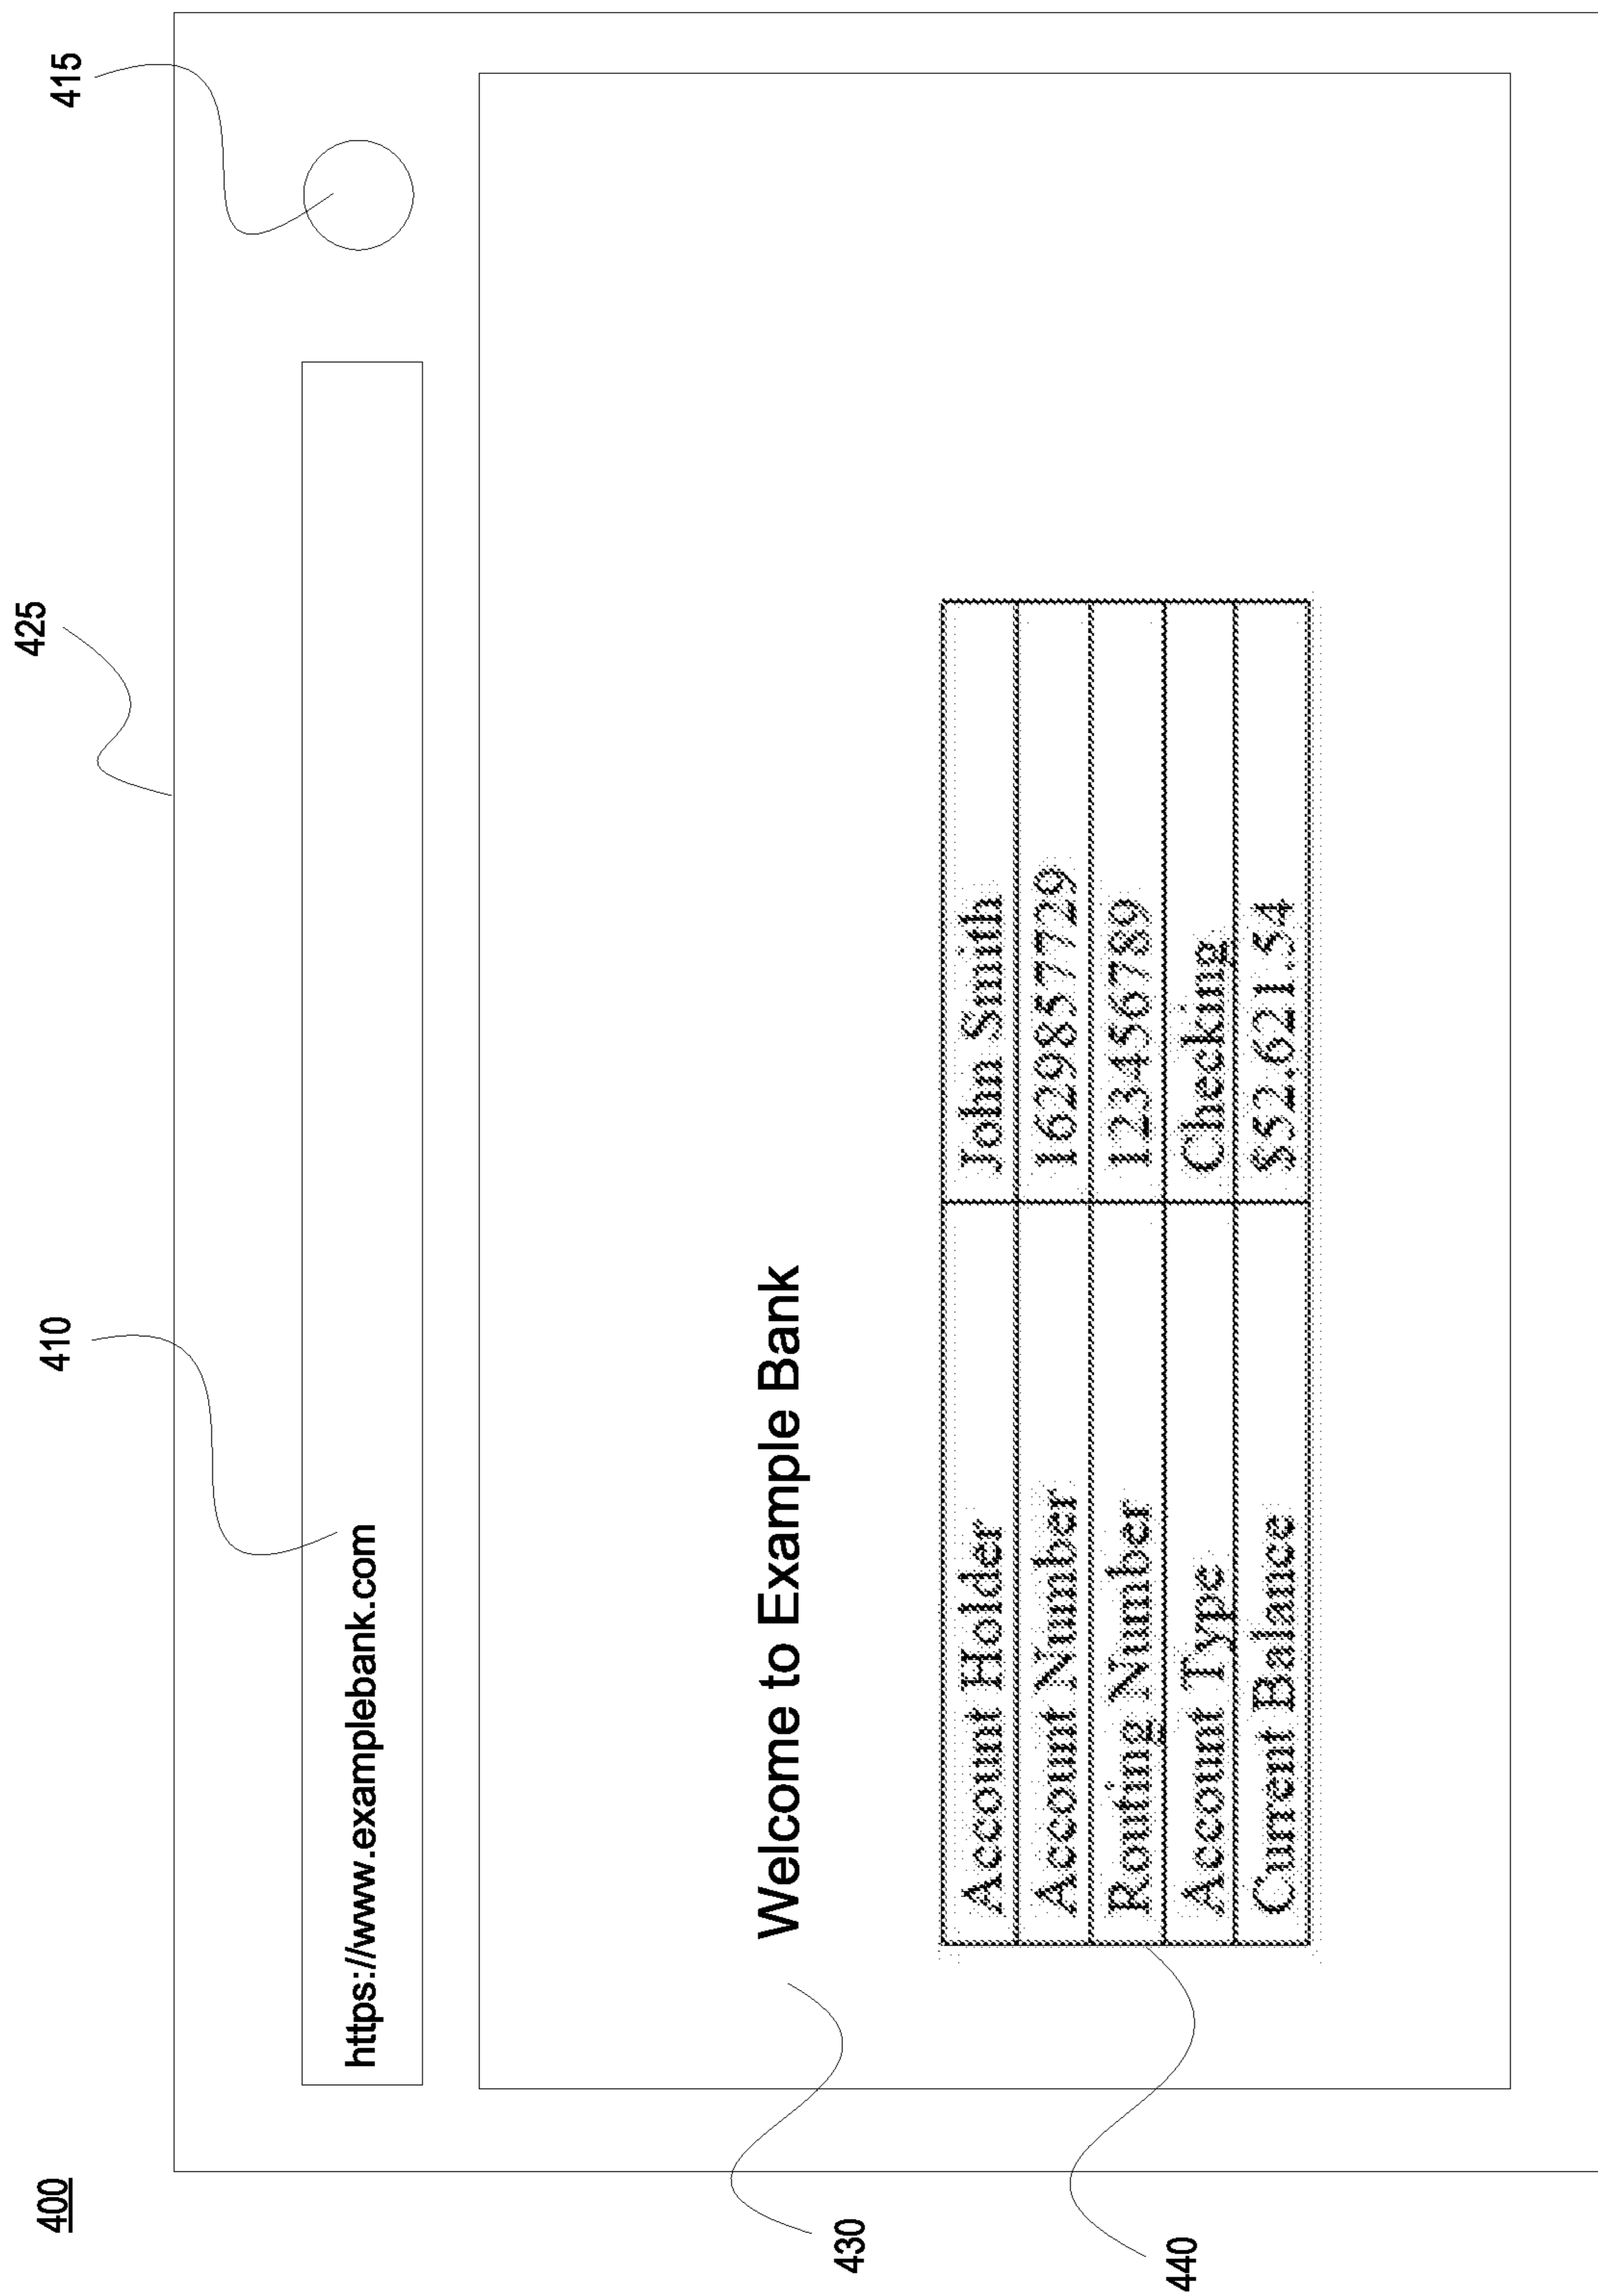 400
425
415
410
https://www.examplebank.com
430
Welcome to Example Bank
440
Account Holder John Smith
Account Number 1629857729
Routing Number 123456789
Account Type Checking
Current Balance $52,621.54